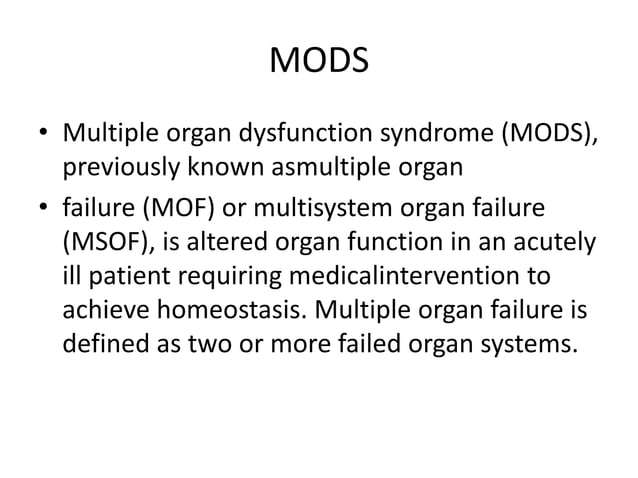 MODS
• Multiple organ dysfunction syndrome (MODS),
previously known asmultiple organ
• failure (MOF) or multisystem organ failure
(MSOF), is altered organ function in an acutely
ill patient requiring medicalintervention to
achieve homeostasis. Multiple organ failure is
defined as two or more failed organ systems.